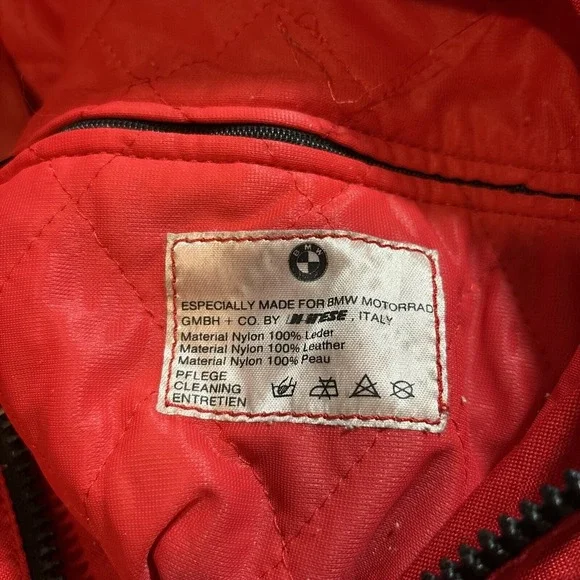 BMW
ESPECIALLY MADE FOR BMW MOTORRAD
GMBH + CO. BY , ITALY
Material Nylon 100% Leder
Material Nylon 100% Leather
Material Nylon 100% Peau
PFLEGE
CLEANING
ENTRETIEN